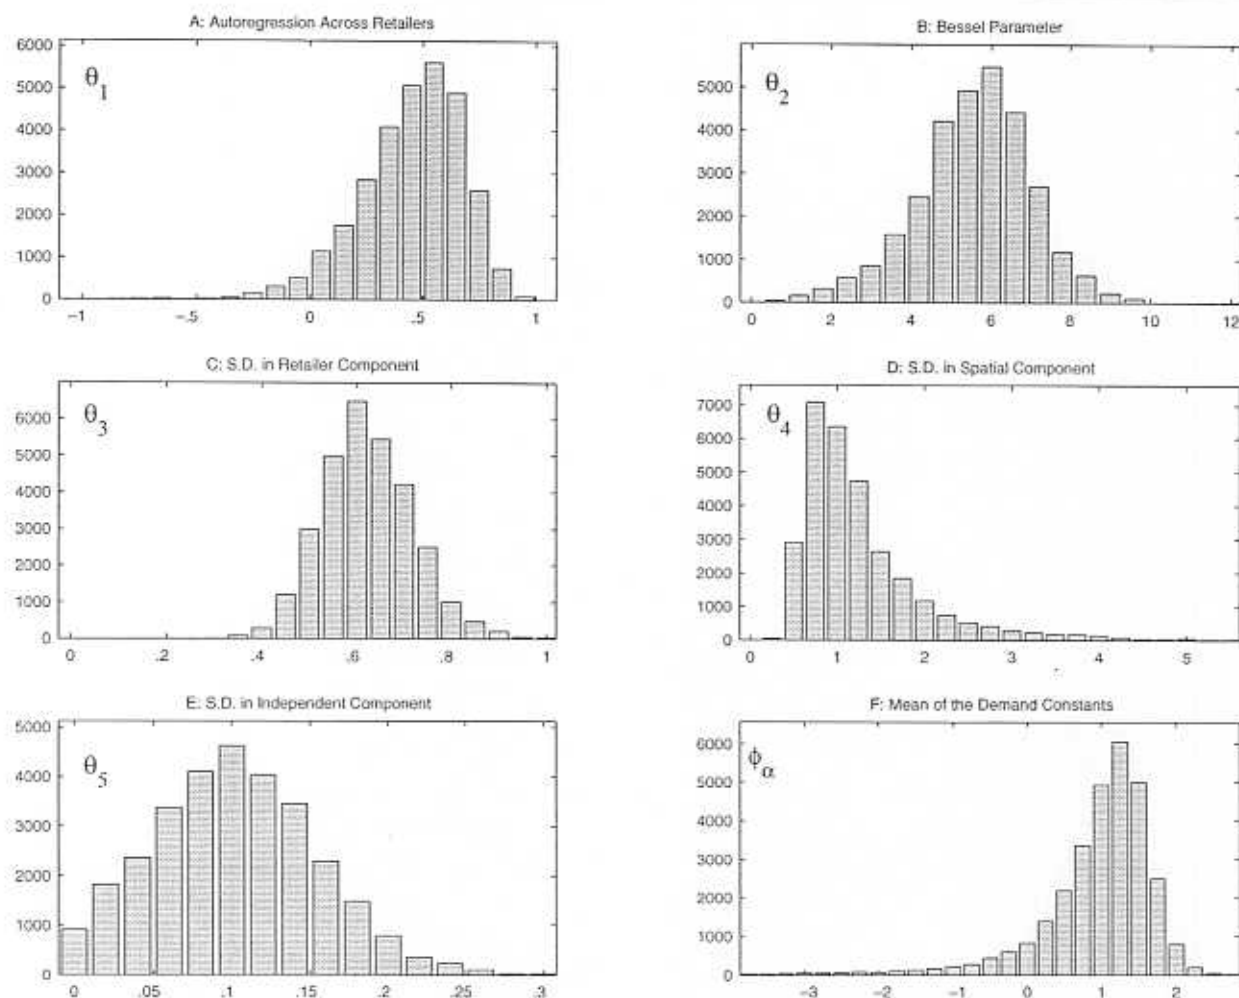 A: Autoregression Across Retailers
θ1
6000
5000
4000
3000
2000
1000
0
−1 −.5 0 .5 1
B: Bessel Parameter
θ2
5000
4000
3000
2000
1000
0
0 2 4 6 8 10 12
C: S.D. in Retailer Component
θ3
6000
5000
4000
3000
2000
1000
0
0 .2 .4 .6 .8 1
D: S.D. in Spatial Component
θ4
7000
6000
5000
4000
3000
2000
1000
0
0 1 2 3 4 5
E: S.D. in Independent Component
θ5
5000
4000
3000
2000
1000
0
0 .05 .1 .15 .2 .25 .3
F: Mean of the Demand Constants
ϕα
6000
5000
4000
3000
2000
1000
0
−3 −2 −1 0 1 2